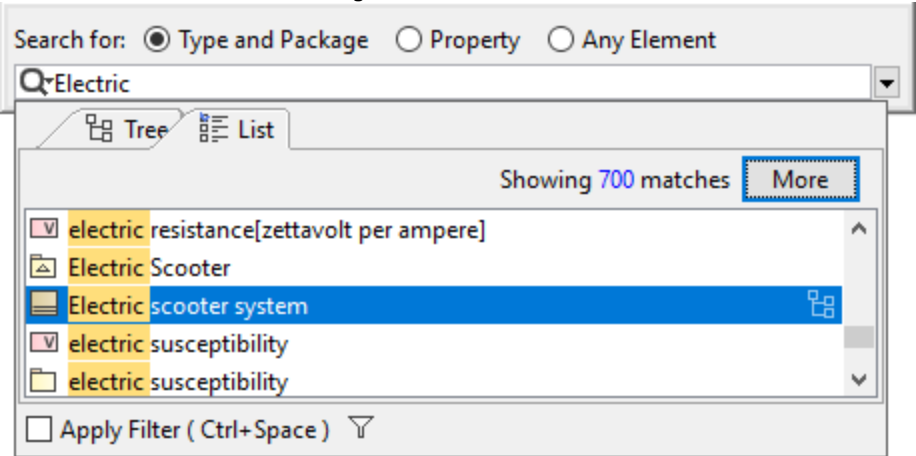 Search for: Type and Package Property Any Element
Electric
Tree List
Showing 700 matches More
V electric resistance[zettavolt per ampere]
Electric Scooter
Electric scooter system
V electric susceptibility
electric susceptibility
Apply Filter ( Ctrl+Space )